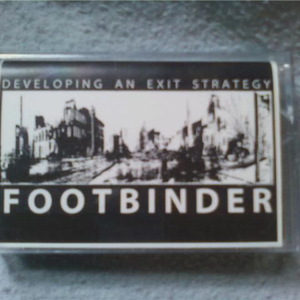 DEVELOPING AN EXIT STRATEGY
FOOTBINDER